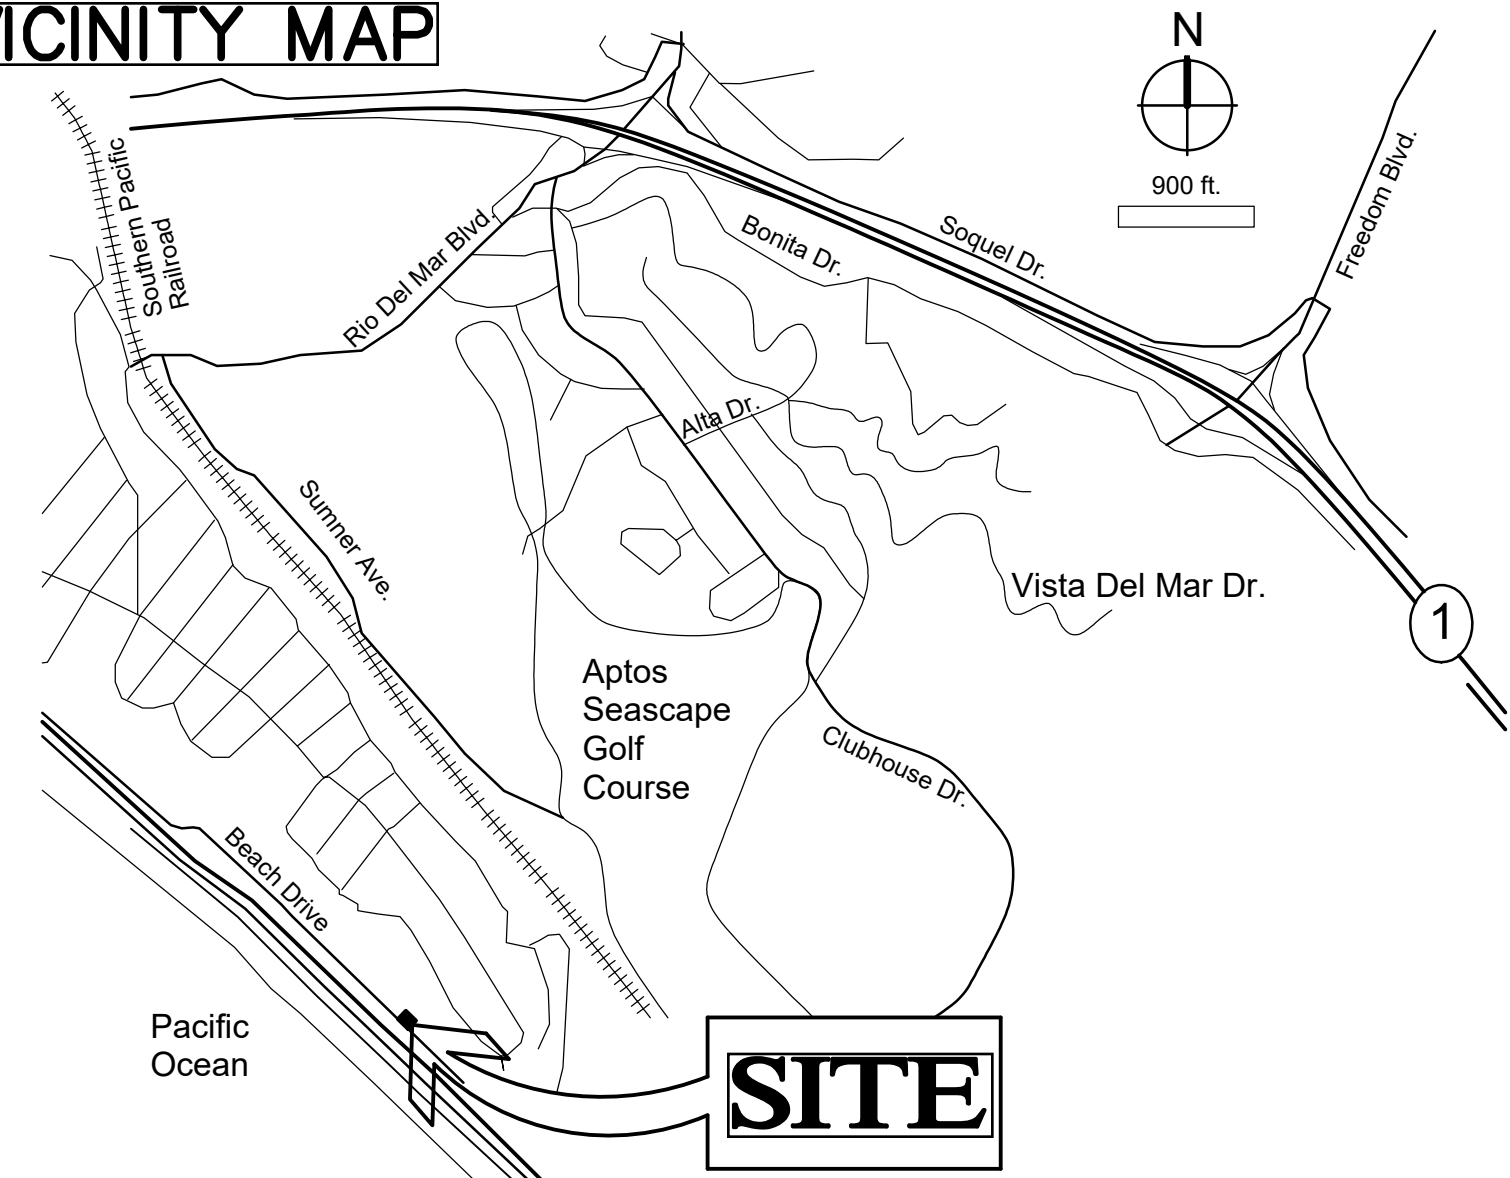 VICINITY MAP
N
900 ft.
Southern Pacific
Railroad
Rio Del Mar Blvd.
Bonita Dr.
Soquel Dr.
Freedom Blvd.
Alta Dr.
Sumner Ave.
Vista Del Mar Dr.
1
Aptos
Seascape
Golf
Course
Clubhouse Dr.
Beach Drive
Pacific
Ocean
SITE